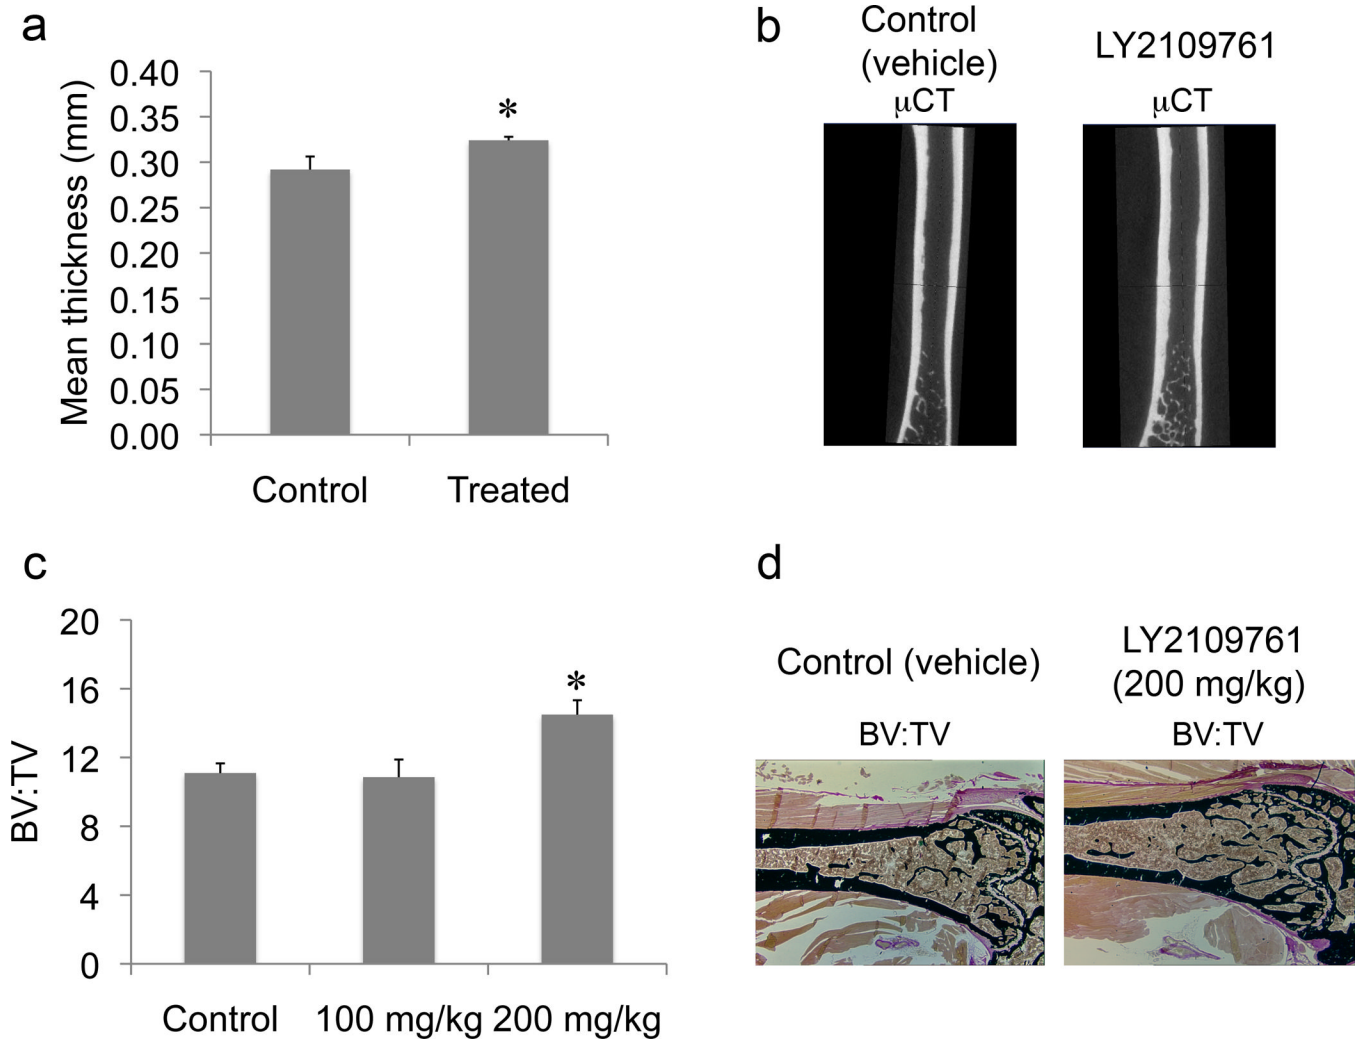 a
Mean thickness (mm)
0.40
0.35
0.30
0.25
0.20
0.15
0.10
0.05
0.00
*
Control
Treated
b
Control
(vehicle)
µCT
LY2109761
µCT
c
BV:TV
20
16
12
8
4
0
*
Control
100 mg/kg
200 mg/kg
d
Control (vehicle)
BV:TV
LY2109761
(200 mg/kg)
BV:TV